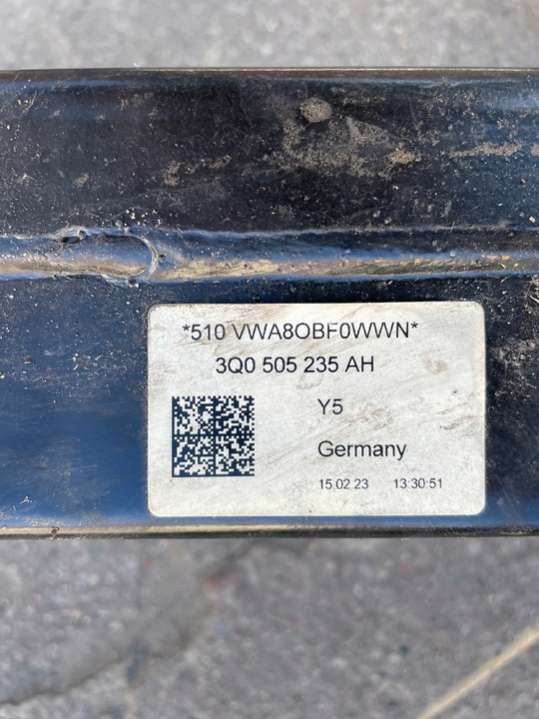 *510 VWA8OBF0WWN*
3Q0 505 235 AH
Y5
Germany
15.02.23 13:30:51